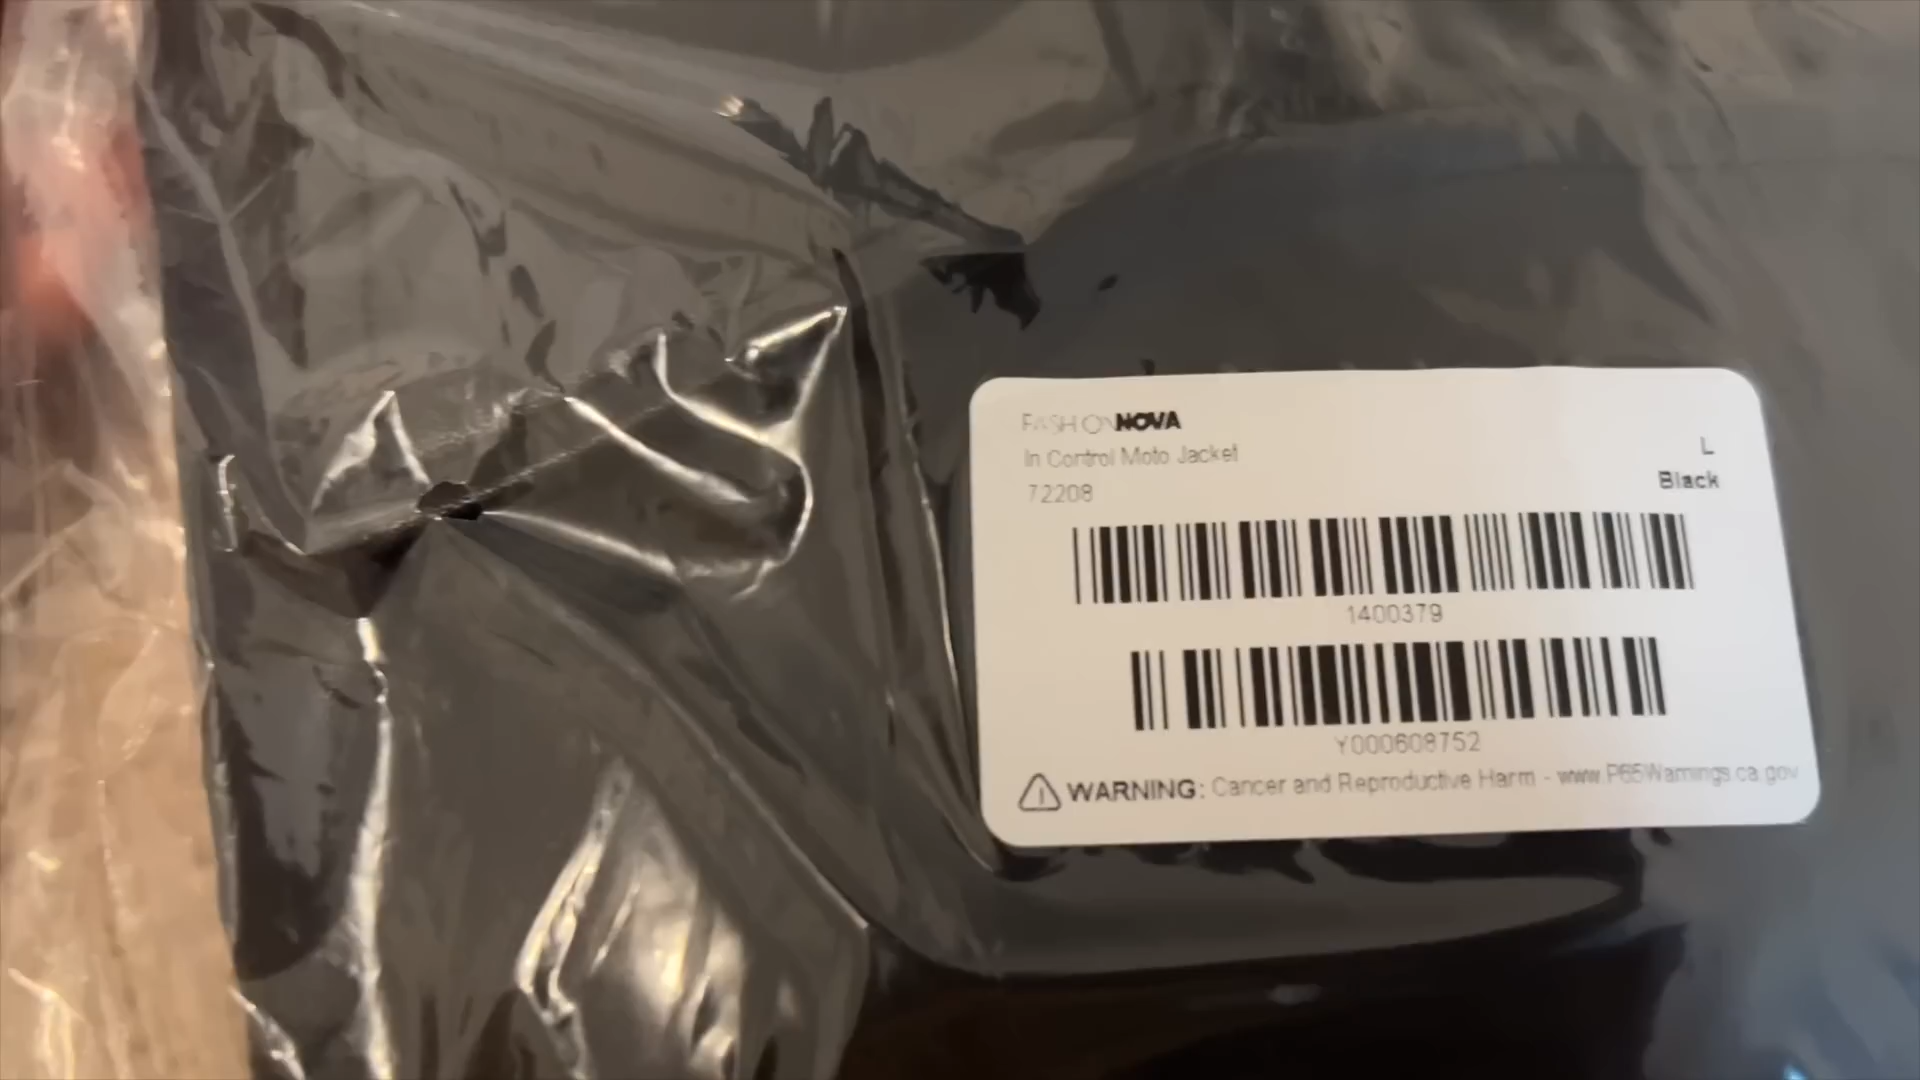 FASHIONNOVA
In Control Moto Jacket
L
72208
Black
1400379
Y000608752
WARNING: Cancer and Reproductive Harm - www.P65Warnings.ca.gov